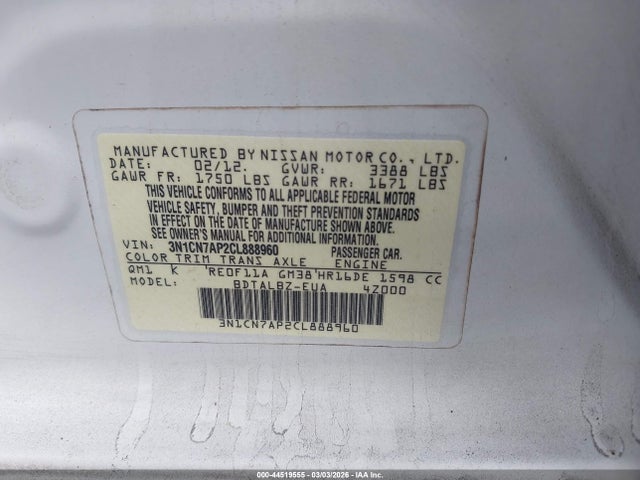 MANUFACTURED BY NISSAN MOTOR CO., LTD.
DATE: 02/12. GVWR: 3388 LBS
GAWR FR: 1750 LBS GAWR RR: 1671 LBS
THIS VEHICLE CONFORMS TO ALL APPLICABLE FEDERAL MOTOR
VEHICLE SAFETY, BUMPER AND THEFT PREVENTION STANDARDS
IN EFFECT ON THE DATE OF MANUFACTURE SHOWN ABOVE.
SEE OWNER'S MANUAL FOR ADDITIONAL INFORMATION
VIN: 3N1CN7AP2CL888960 PASSENGER CAR.
COLOR TRIM TRANS AXLE ENGINE
QM1 K 'RE0F11A GM38'HR16DE 1598 CC
MODEL: BDTALBZ-EUA 4Z000
3N1CN7AP2CL888960
000-44519555 - 03/03/2026 - IAA Inc.